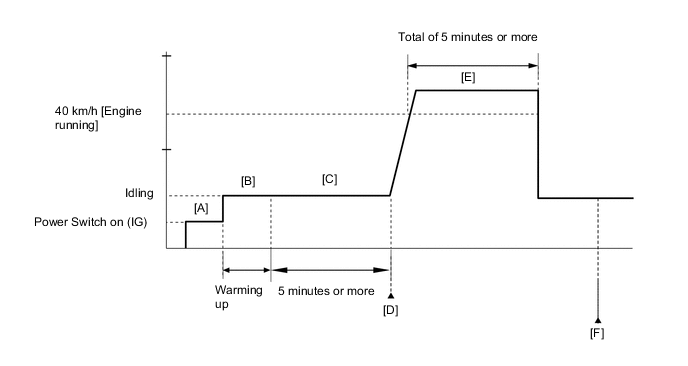 Total of 5 minutes or more
[E]
40 km/h [Engine
running]
[B]
[C]
Idling
[A]
Power Switch on (IG)
Warming
up
5 minutes or more
[D]
[F]